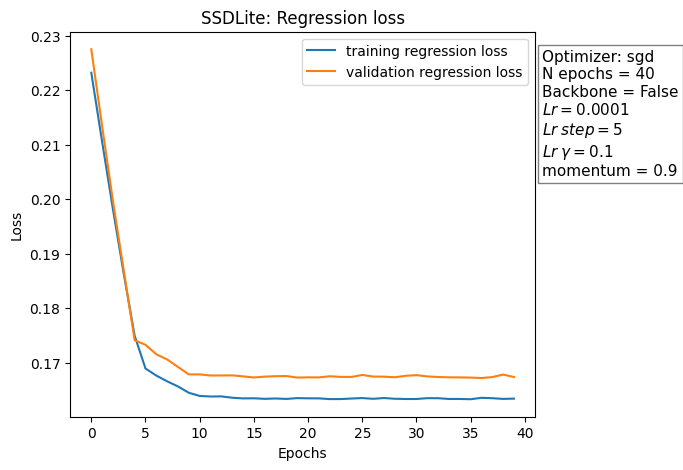 SSDLite: Regression loss
0.23
0.22
0.21
0.20
0.19
0.18
0.17
Loss
0 5 10 15 20 25 30 35 40
Epochs
training regression loss
validation regression loss
Optimizer: sgd
N epochs = 40
Backbone = False
Lr = 0.0001
Lr step = 5
Lr γ = 0.1
momentum = 0.9